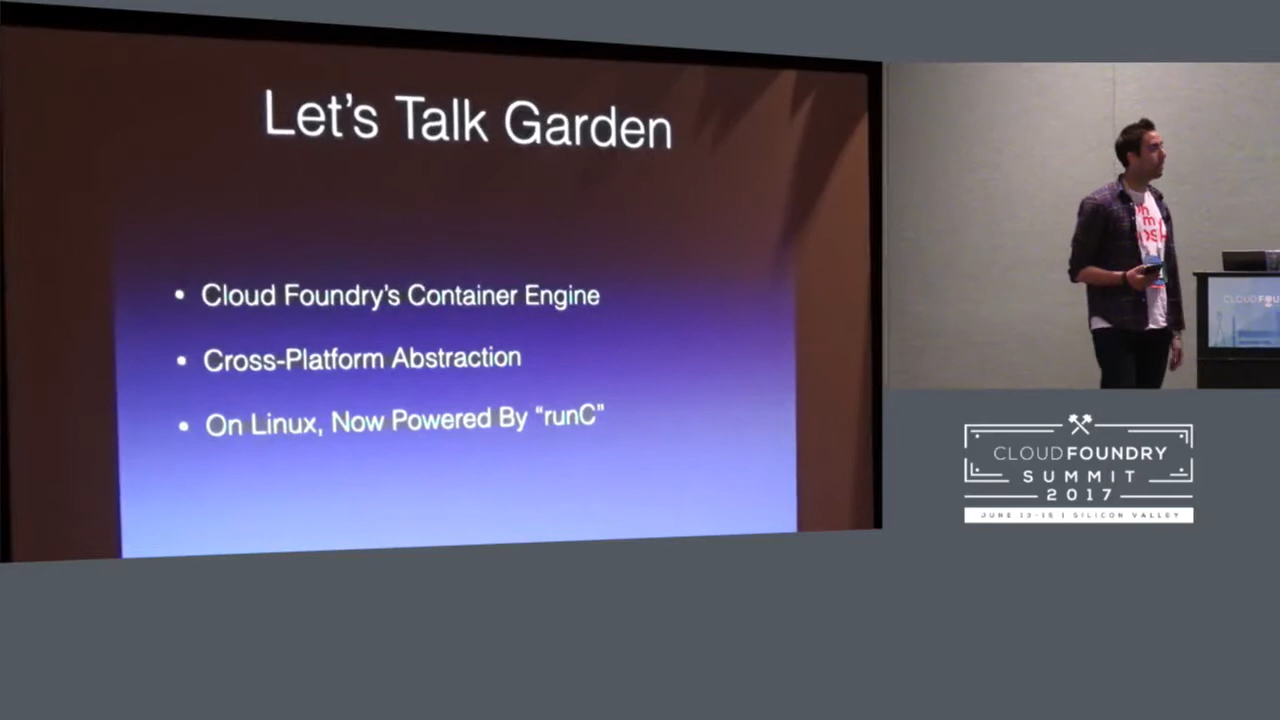 Let's Talk Garden
• Cloud Foundry's Container Engine
• Cross-Platform Abstraction
• On Linux, Now Powered By “runC”
CLOUD FOUNDRY
SUMMIT
2017
JUNE 13-15 | SILICON VALLEY